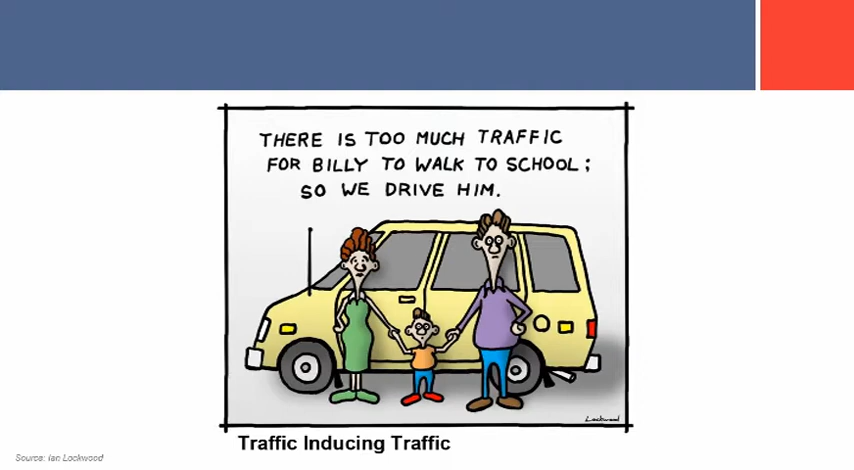 THERE IS TOO MUCH TRAFFIC
FOR BILLY TO WALK TO SCHOOL;
SO WE DRIVE HIM.
Lockwood
Traffic Inducing Traffic
Source: Ian Lockwood